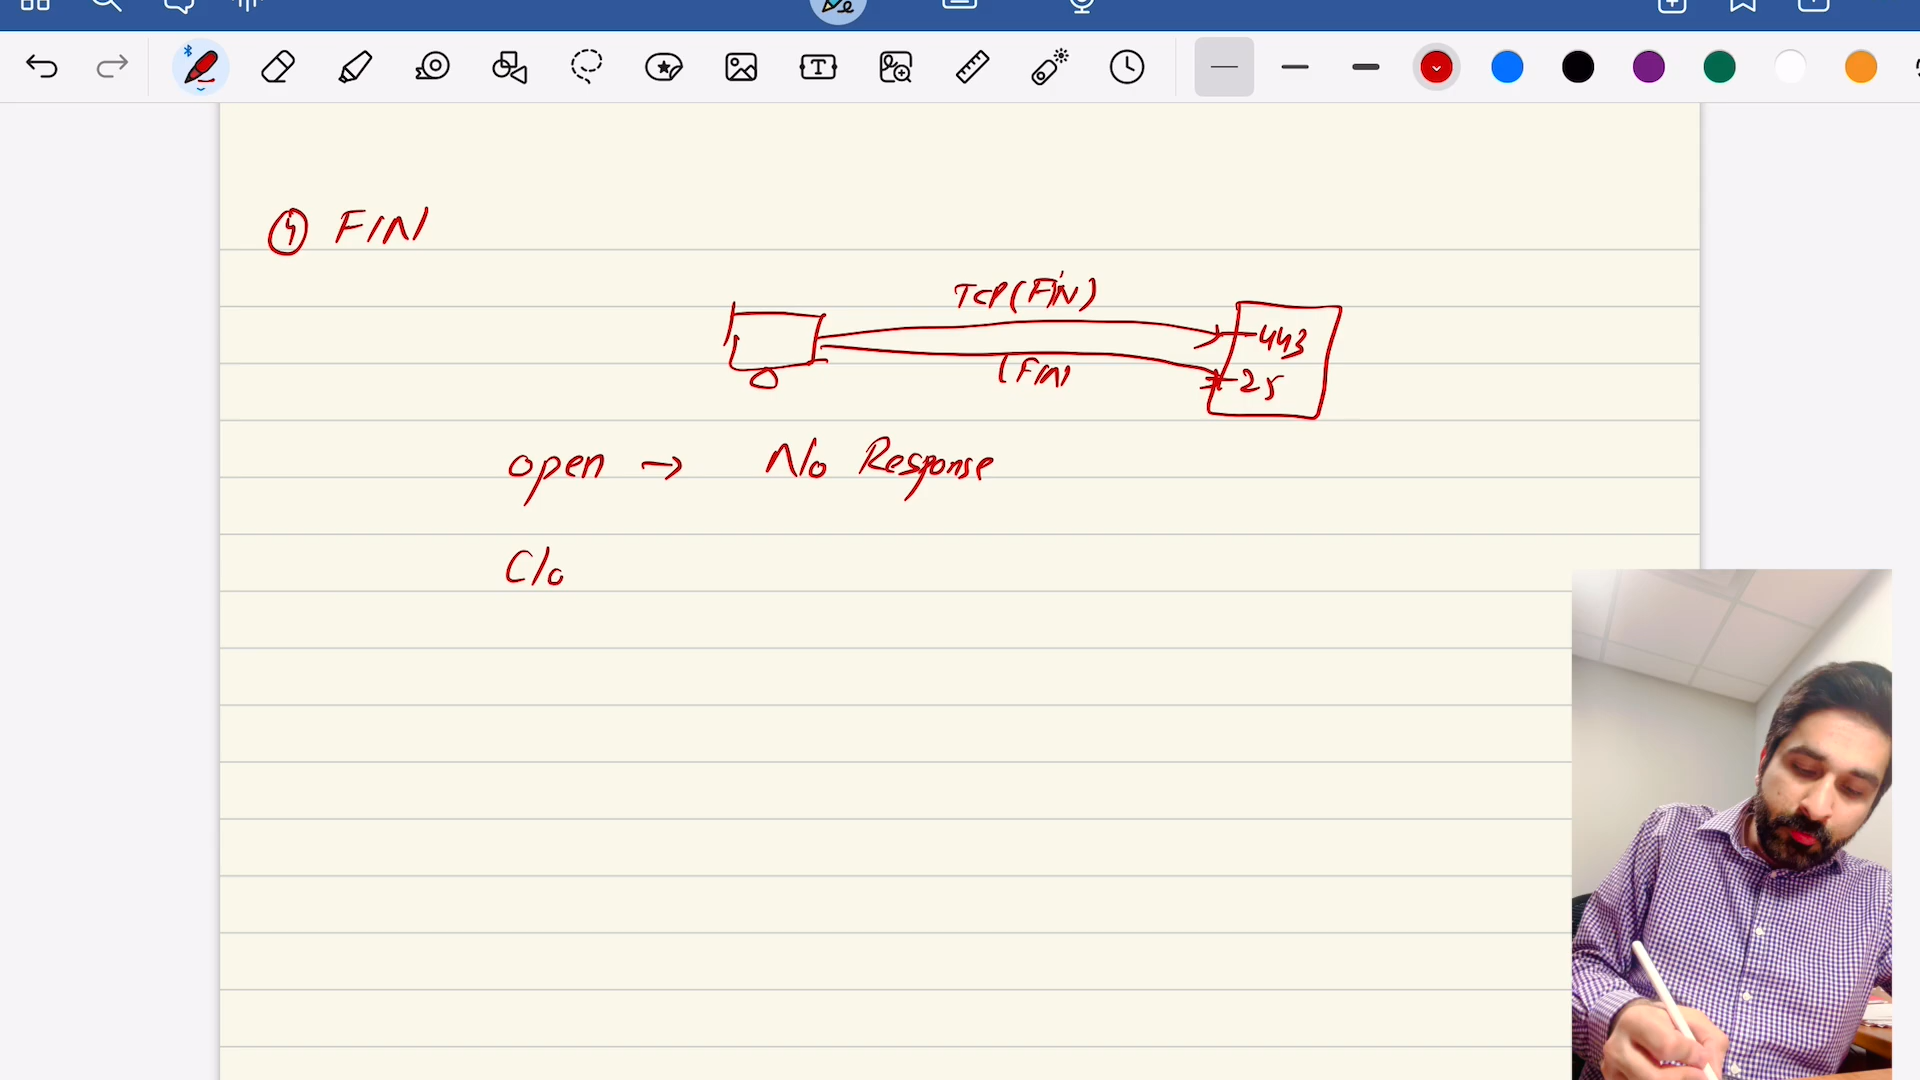 ④ FIN
TCP (FIN)
443
(FIN)
25
open → No Response
Clo